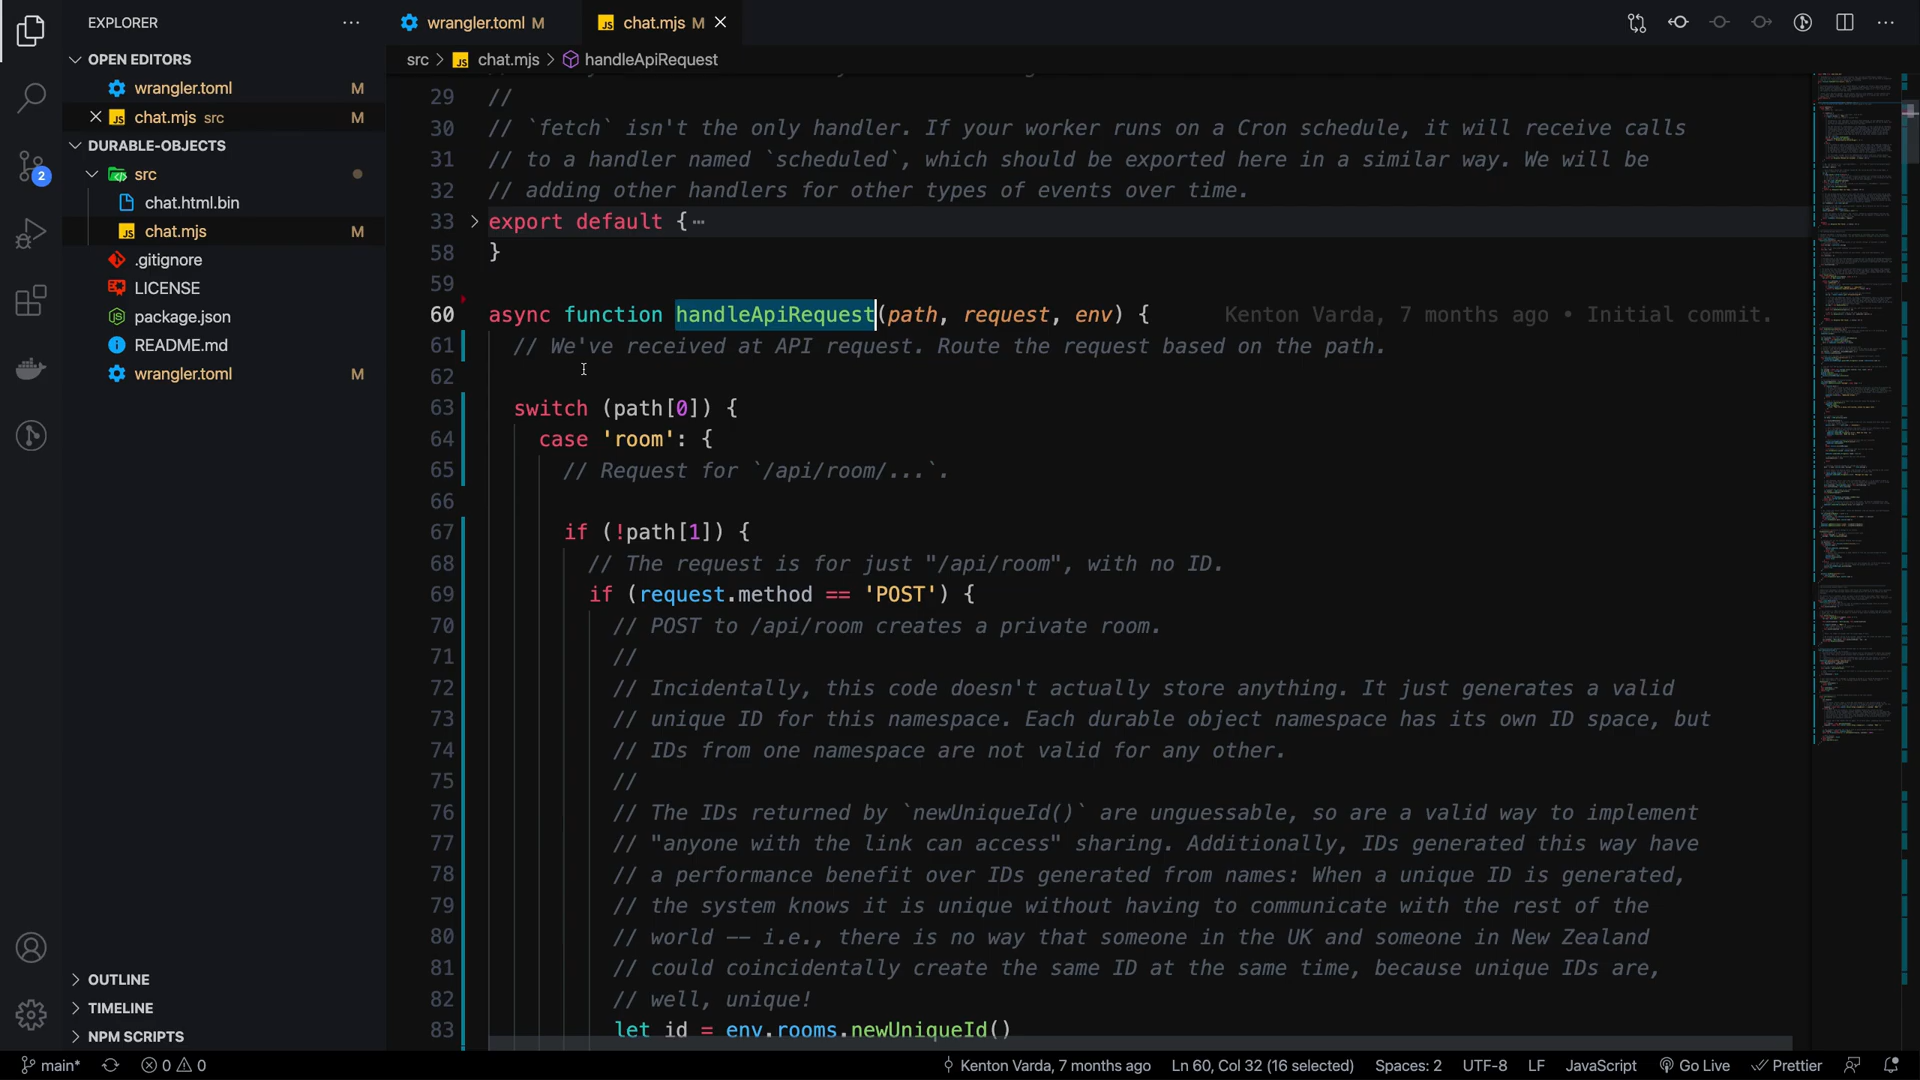 EXPLORER
OPEN EDITORS
wrangler.toml M
chat.mjs src M
DURABLE-OBJECTS
src
chat.html.bin
chat.mjs M
.gitignore
LICENSE
package.json
README.md
wrangler.toml M
OUTLINE
TIMELINE
NPM SCRIPTS
2
wrangler.toml M
JS chat.mjs M
src > JS chat.mjs > handleApiRequest
29 //
30 // `fetch` isn't the only handler. If your worker runs on a Cron schedule, it will receive calls
31 // to a handler named `scheduled`, which should be exported here in a similar way. We will be
32 // adding other handlers for other types of events over time.
33 export default {
58 }
59
60 async function handleApiRequest(path, request, env) { Kenton Varda, 7 months ago • Initial commit.
61 // We've received at API request. Route the request based on the path.
62
63 switch (path[0]) {
64 case 'room': {
65 // Request for `/api/room/...`.
66
67 if (!path[1]) {
68 // The request is for just "/api/room", with no ID.
69 if (request.method == 'POST') {
70 // POST to /api/room creates a private room.
71 //
72 // Incidentally, this code doesn't actually store anything. It just generates a valid
73 // unique ID for this namespace. Each durable object namespace has its own ID space, but
74 // IDs from one namespace are not valid for any other.
75 //
76 // The IDs returned by `newUniqueId()` are unguessable, so are a valid way to implement
77 // "anyone with the link can access" sharing. Additionally, IDs generated this way have
78 // a performance benefit over IDs generated from names: When a unique ID is generated,
79 // the system knows it is unique without having to communicate with the rest of the
80 // world -- i.e., there is no way that someone in the UK and someone in New Zealand
81 // could coincidentally create the same ID at the same time, because unique IDs are,
82 // well, unique!
83 let id = env.rooms.newUniqueId()
main* 0 0 Kenton Varda, 7 months ago Ln 60, Col 32 (16 selected) Spaces: 2 UTF-8 LF JavaScript Go Live Prettier